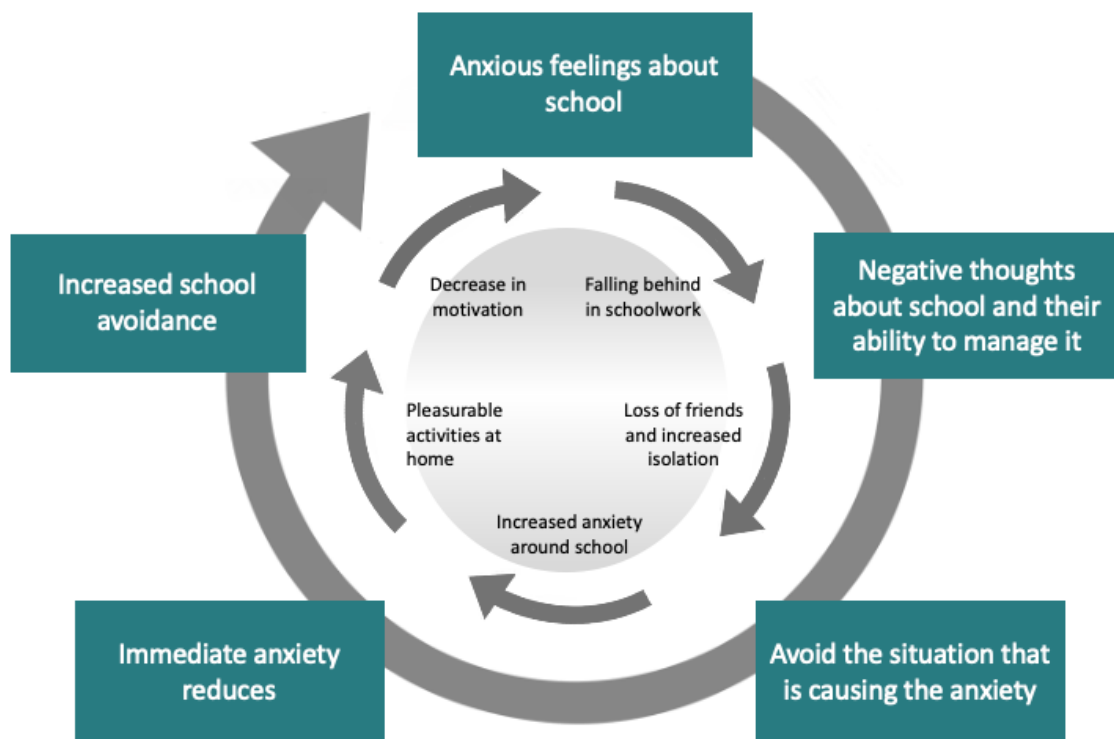 Anxious feelings about
school
Negative thoughts
about school and their
ability to manage it
Avoid the situation that
is causing the anxiety
Immediate anxiety
reduces
Increased school
avoidance
Falling behind
in schoolwork
Loss of friends
and increased
isolation
Increased anxiety
around school
Pleasurable
activities at
home
Decrease in
motivation